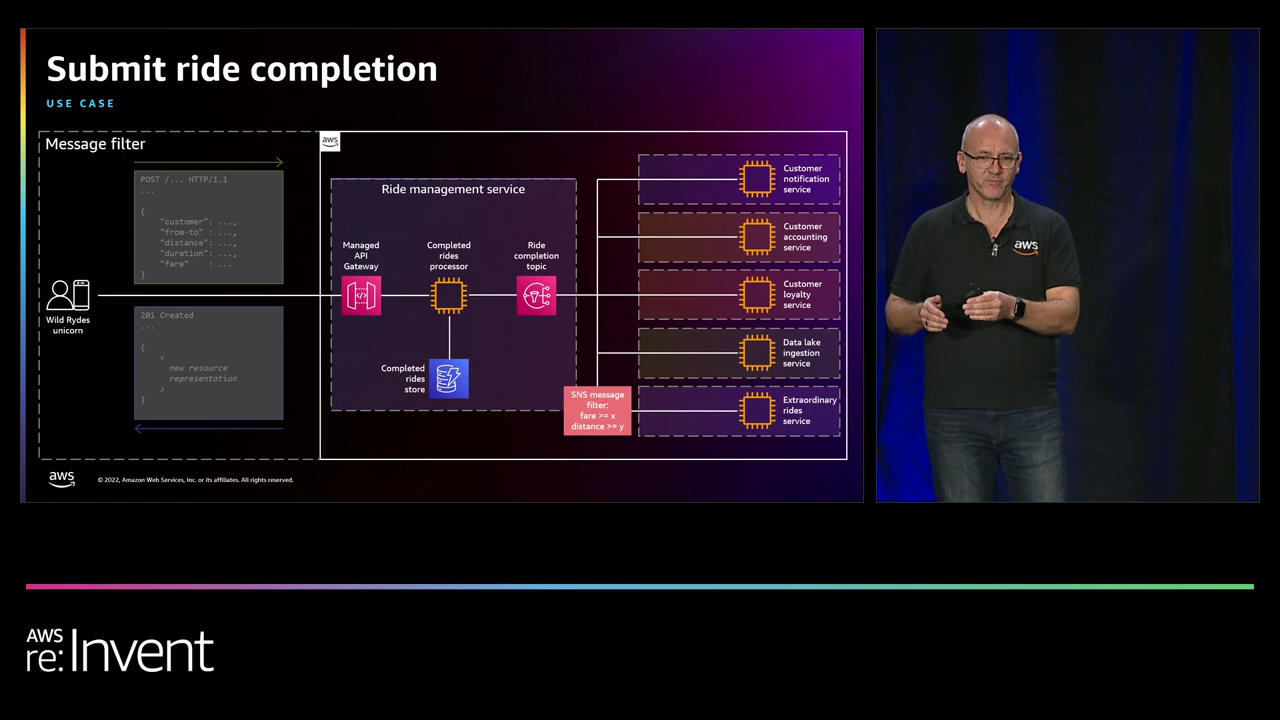 Submit ride completion
USE CASE
Message filter
aws
POST /... HTTP/1.1
...
{
"customer": ...,
"from-to" : ...,
"distance": ...,
"duration": ...,
"fare" : ...
}
Wild Rydes
unicorn
201 Created
...
{
<
new resource
representation
>
}
Ride management service
Managed
API
Gateway
Completed
rides
processor
Ride
completion
topic
Completed
rides
store
SNS message
filter:
fare >= x
distance >= y
Customer
notification
service
Customer
accounting
service
Customer
loyalty
service
Data lake
ingestion
service
Extraordinary
rides
service
aws
© 2022, Amazon Web Services, Inc. or its affiliates. All rights reserved.
aws
AWS
re:Invent